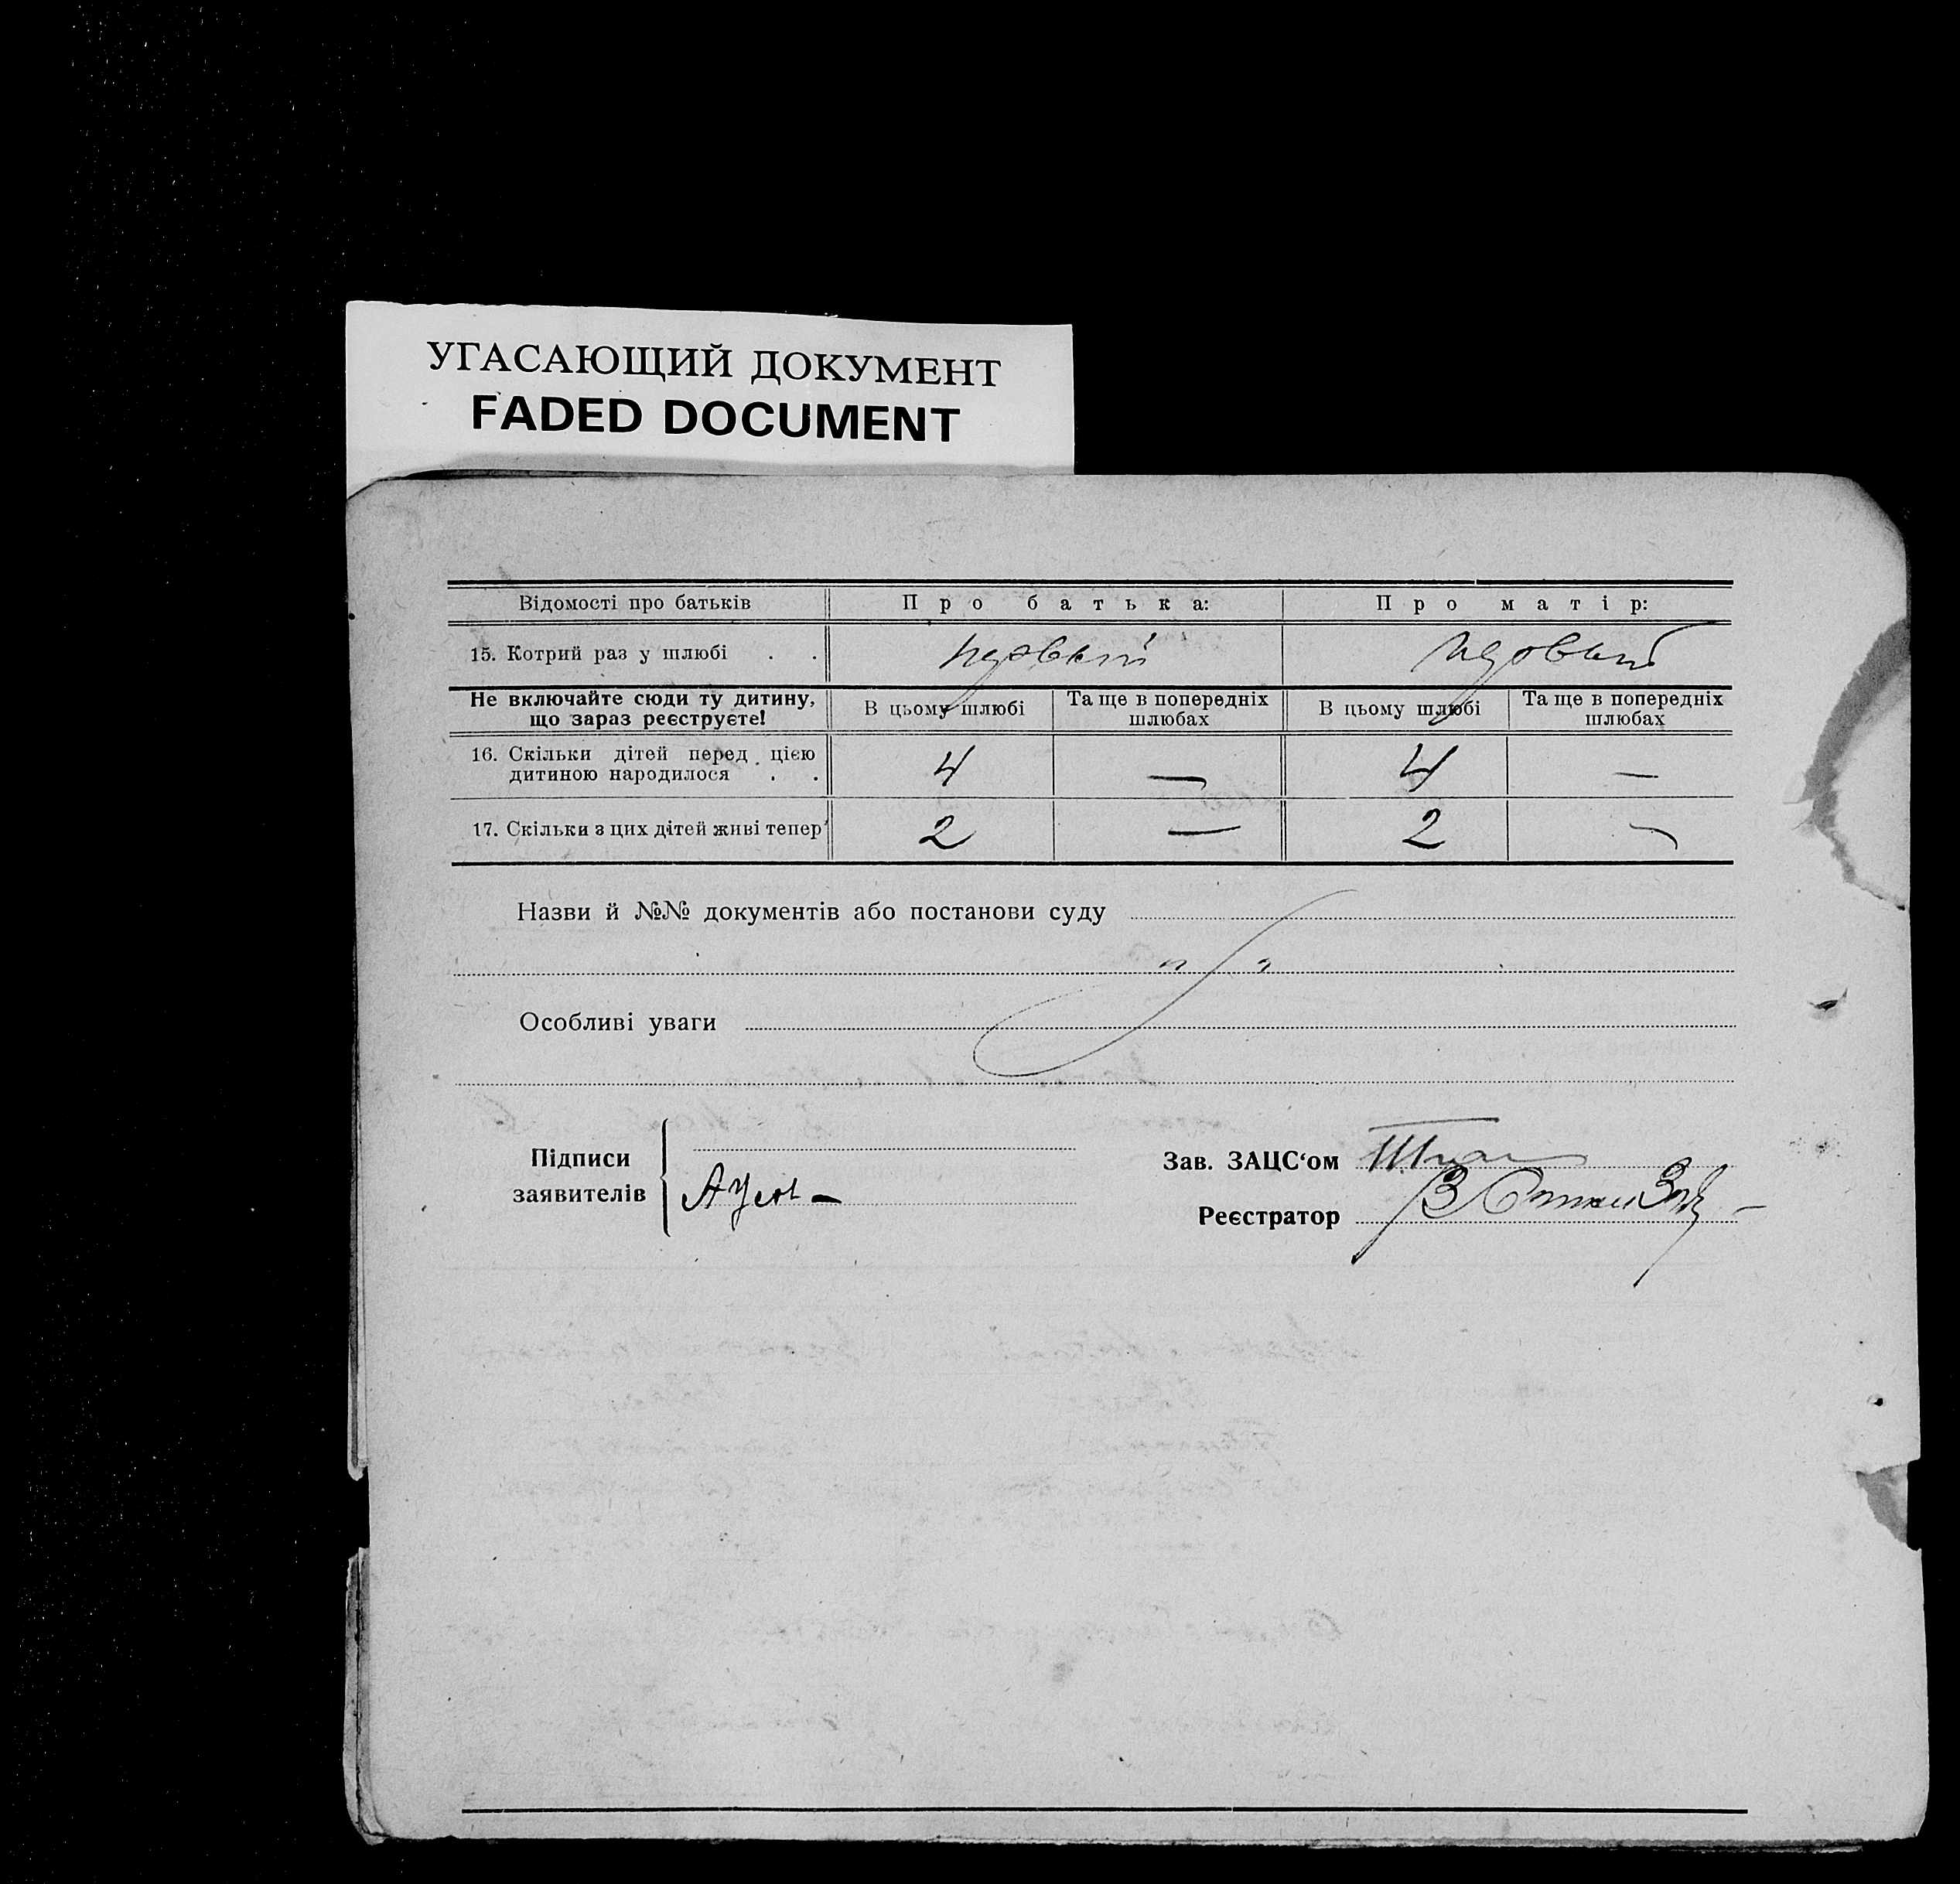 УГАСАЮЩИЙ ДОКУМЕНТ
FADED DOCUMENT
Відомості про батьків
Про батька:
Про матір:
15. Котрий раз у шлюбі . .
Не включайте сюди ту дитину,
що зараз реєструєте!
В цьому шлюбі
Та ще в попередніх
шлюбах
В цьому шлюбі
Та ще в попередніх
шлюбах
16. Скільки дітей перед цією
дитиною народилося . .
4
—
4
—
17. Скільки з цих дітей живі тепер
2
—
2
—
Назви й №№ документів або постанови суду
Особливі уваги
Підписи
заявителів
Зав. ЗАЦС‘ом
Реєстратор